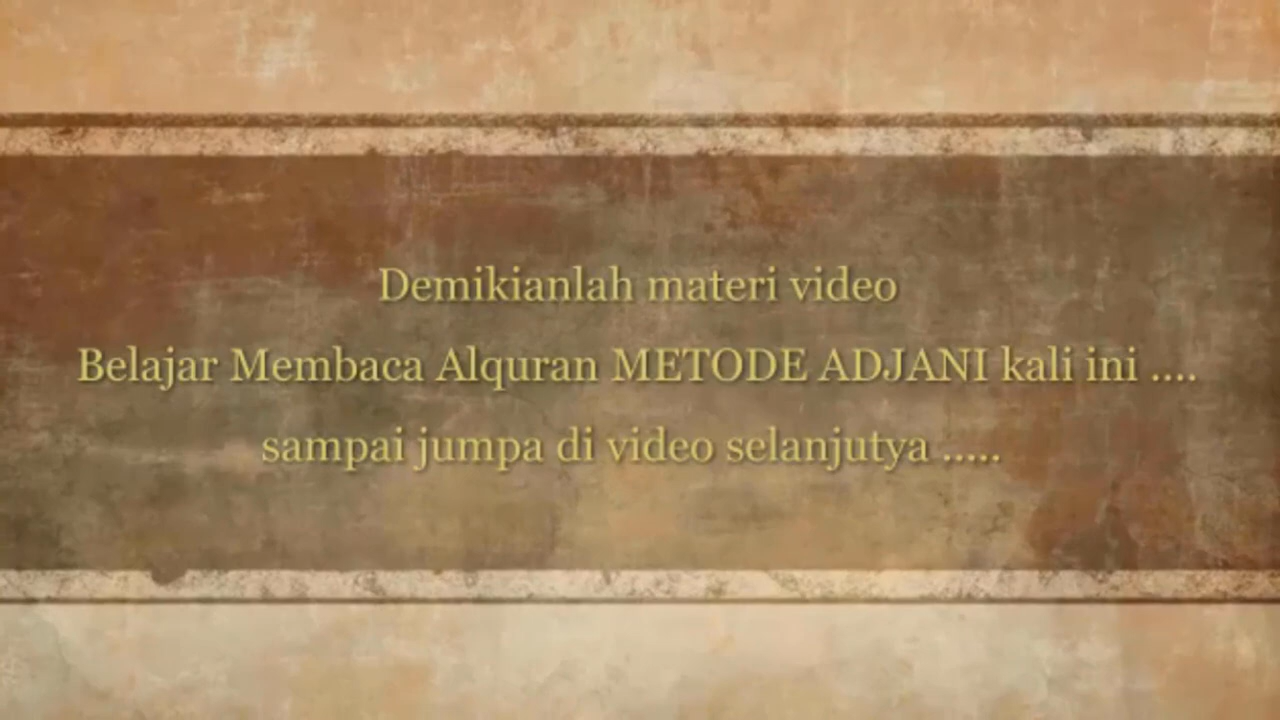 Demikianlah materi video
Belajar Membaca Alquran METODE ADJANI kali ini ....
sampai jumpa di video selanjutya .....